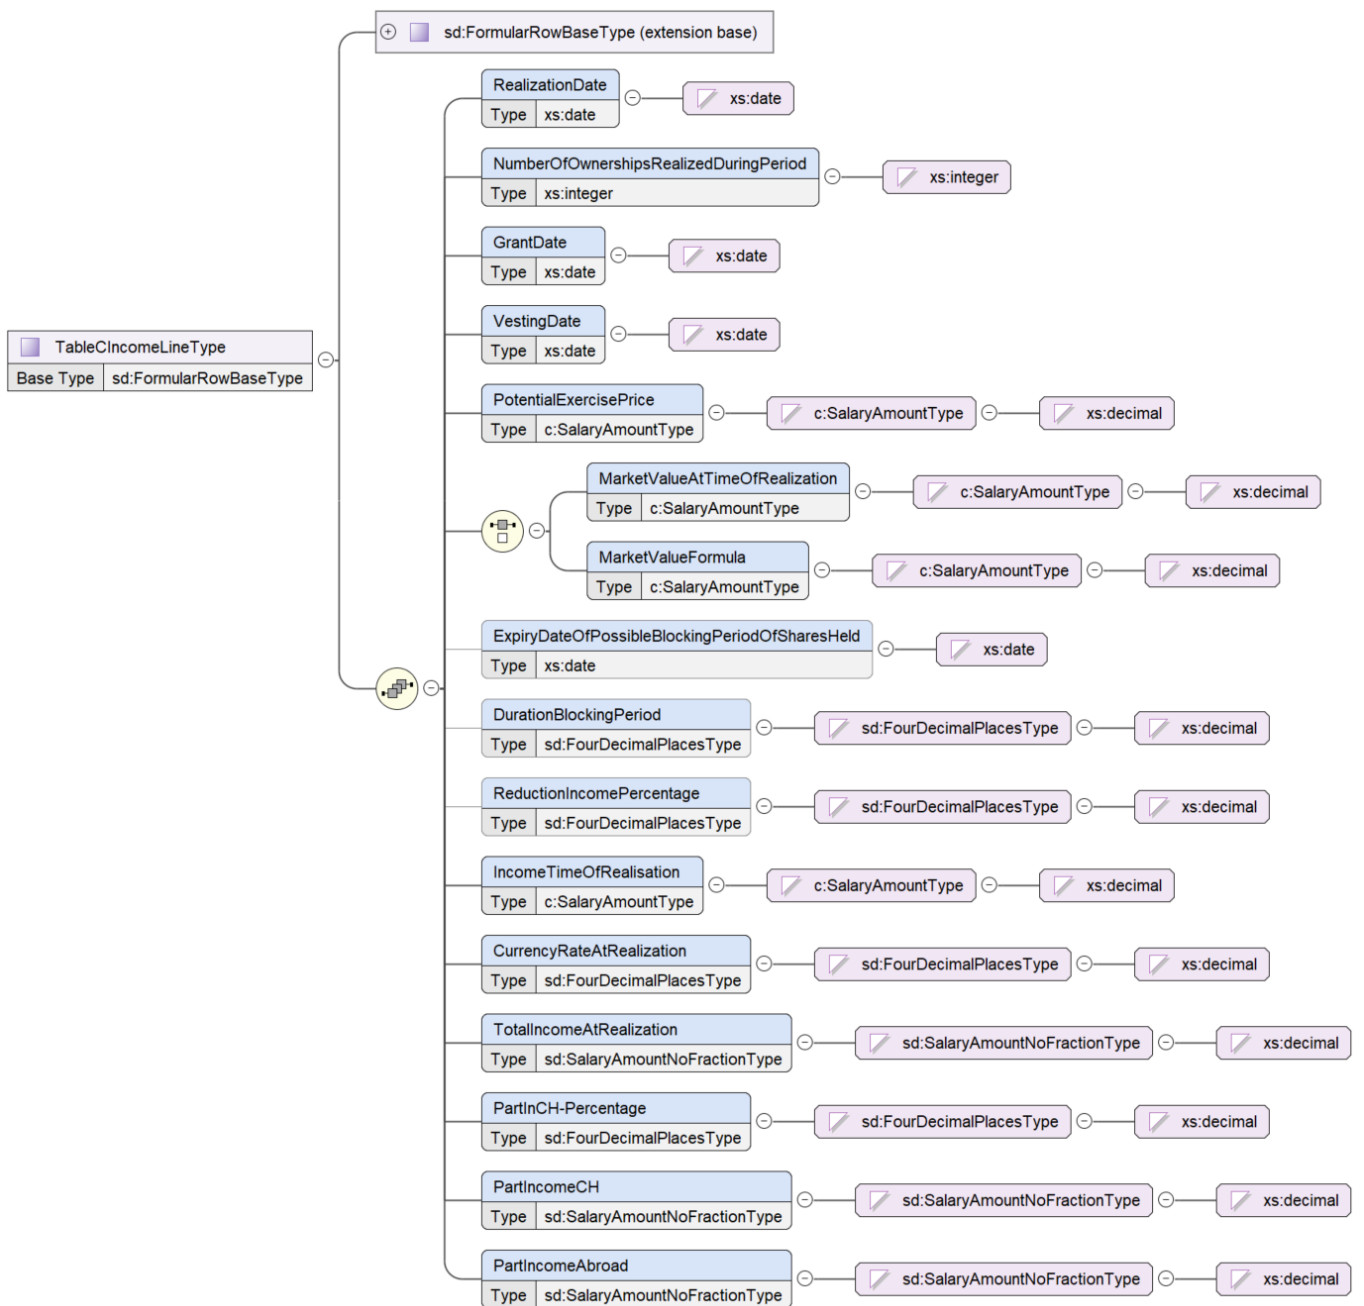 sd:FormularRowBaseType (extension base)
RealizationDate
Type xs:date
xs:date
NumberOfOwnershipsRealizedDuringPeriod
Type xs:integer
xs:integer
GrantDate
Type xs:date
xs:date
VestingDate
Type xs:date
xs:date
TableCIncomeLineType
Base Type sd:FormularRowBaseType
PotentialExercisePrice
Type c:SalaryAmountType
c:SalaryAmountType
xs:decimal
MarketValueAtTimeOfRealization
Type c:SalaryAmountType
c:SalaryAmountType
xs:decimal
MarketValueFormula
Type c:SalaryAmountType
c:SalaryAmountType
xs:decimal
ExpiryDateOfPossibleBlockingPeriodOfSharesHeld
Type xs:date
xs:date
DurationBlockingPeriod
Type sd:FourDecimalPlacesType
sd:FourDecimalPlacesType
xs:decimal
ReductionIncomePercentage
Type sd:FourDecimalPlacesType
sd:FourDecimalPlacesType
xs:decimal
IncomeTimeOfRealisation
Type c:SalaryAmountType
c:SalaryAmountType
xs:decimal
CurrencyRateAtRealization
Type sd:FourDecimalPlacesType
sd:FourDecimalPlacesType
xs:decimal
TotalIncomeAtRealization
Type sd:SalaryAmountNoFractionType
sd:SalaryAmountNoFractionType
xs:decimal
PartInCH-Percentage
Type sd:FourDecimalPlacesType
sd:FourDecimalPlacesType
xs:decimal
PartIncomeCH
Type sd:SalaryAmountNoFractionType
sd:SalaryAmountNoFractionType
xs:decimal
PartIncomeAbroad
Type sd:SalaryAmountNoFractionType
sd:SalaryAmountNoFractionType
xs:decimal